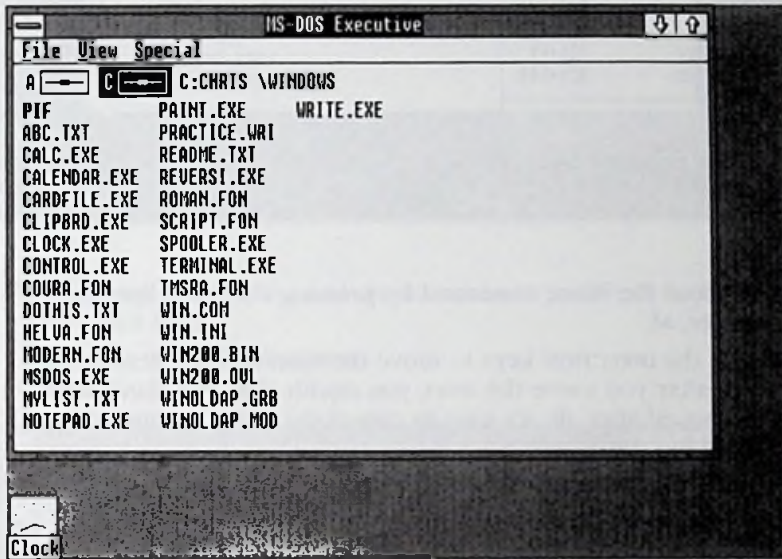 MS-DOS Executive
File View Special
A C C:CHRIS \WINDOWS
PIF PAINT.EXE WRITE.EXE
ABC.TXT PRACTICE.WRI
CALC.EXE README.TXT
CALENDAR.EXE REVERSI.EXE
CARDFILE.EXE ROMAN.FON
CLIPBRD.EXE SCRIPT.FON
CLOCK.EXE SPOOLER.EXE
CONTROL.EXE TERMINAL.EXE
COURA.FON TMSRA.FON
DOTHIS.TXT WIN.COM
HELVA.FON WIN.INI
MODERN.FON WIN200.BIN
MSDOS.EXE WIN200.OVL
MYLIST.TXT WINOLDAP.GRB
NOTEPAD.EXE WINOLDAP.MOD
Clock